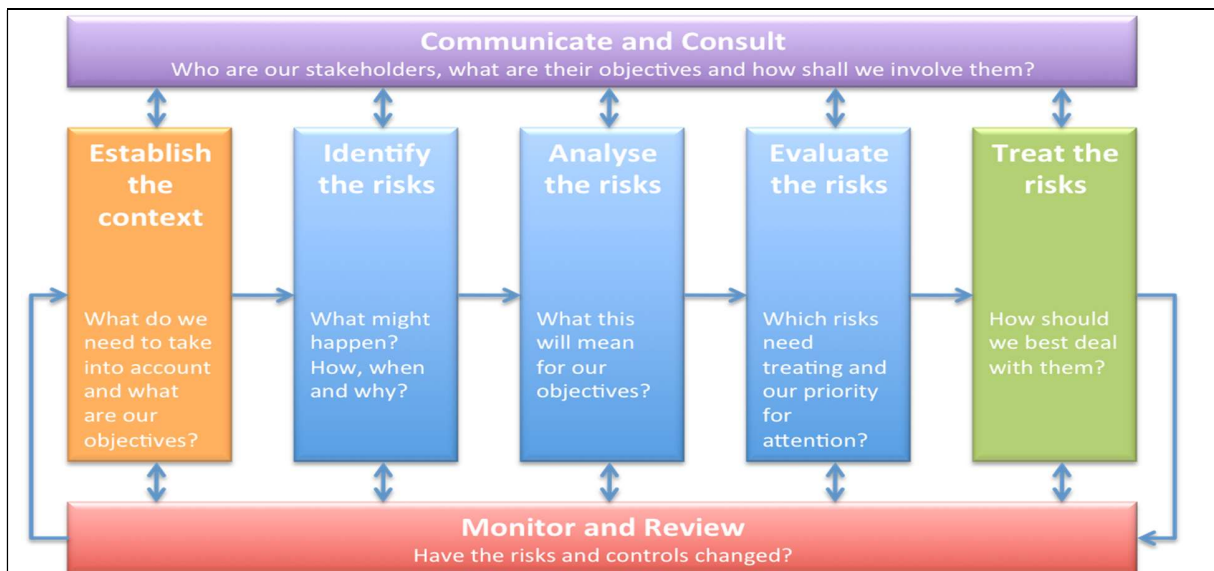 Communicate and Consult
Who are our stakeholders, what are their objectives and how shall we involve them?
Establish
the
context
What do we
need to take
into account
and what
are our
objectives?
Identify
the risks
What might
happen?
How, when
and why?
Analyse
the risks
What this
will mean
for our
objectives?
Evaluate
the risks
Which risks
need
treating and
our priority
for
attention?
Treat the
risks
How should
we best deal
with them?
Monitor and Review
Have the risks and controls changed?